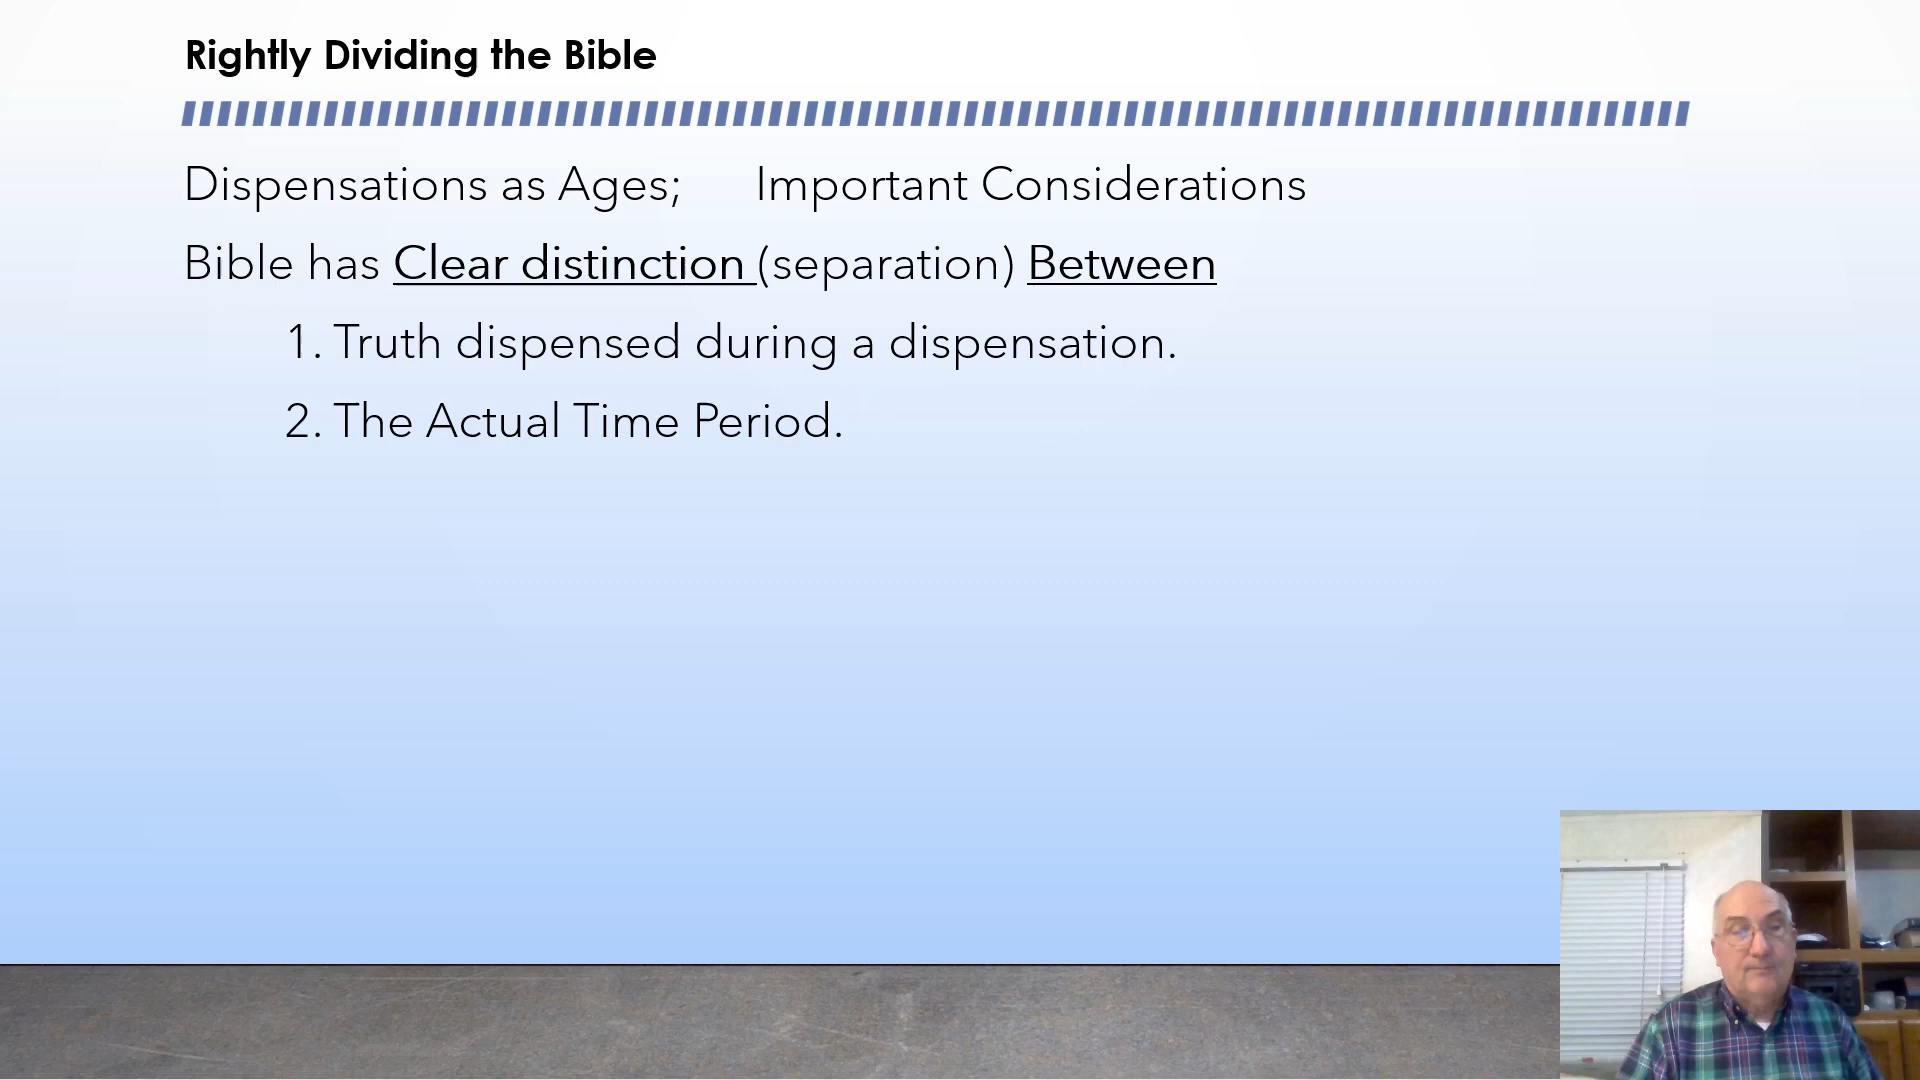 Rightly Dividing the Bible
Dispensations as Ages; Important Considerations
Bible has Clear distinction (separation) Between
1. Truth dispensed during a dispensation.
2. The Actual Time Period.